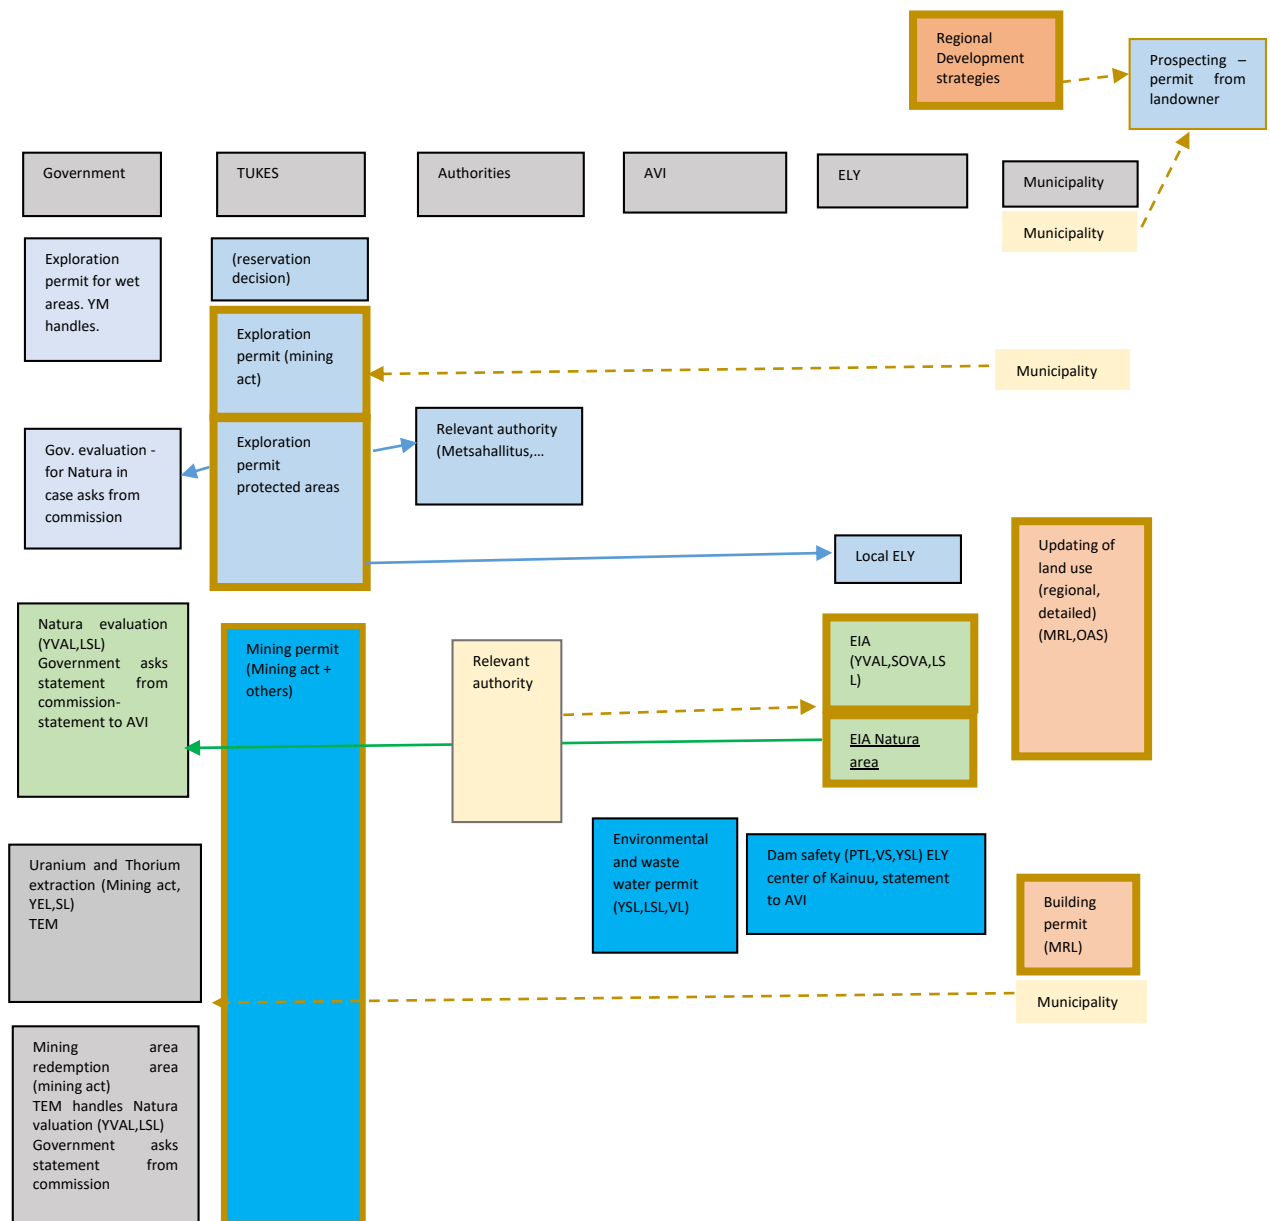 Regional
Development
strategies
Prospecting –
permit from
landowner
Government
TUKES
Authorities
AVI
ELY
Municipality
Municipality
Exploration
permit for wet
areas. YM
handles.
(reservation
decision)
Exploration
permit (mining
act)
Municipality
Gov. evaluation -
for Natura in
case asks from
commission
Exploration
permit
protected areas
Relevant authority
(Metsahallitus,…
Local ELY
Updating of
land use
(regional,
detailed)
(MRL,OAS)
Natura evaluation
(YVAL,LSL)
Government asks
statement from
commission-
statement to AVI
Mining permit
(Mining act +
others)
Relevant
authority
EIA
(YVAL,SOVA,LS
L)
EIA Natura
area
Uranium and Thorium
extraction (Mining act,
YEL,SL)
TEM
Environmental
and waste
water permit
(YSL,LSL,VL)
Dam safety (PTL,VS,YSL) ELY
center of Kainuu, statement
to AVI
Building
permit
(MRL)
Municipality
Mining area
redemption area
(mining act)
TEM handles Natura
valuation (YVAL,LSL)
Government asks
statement from
commission